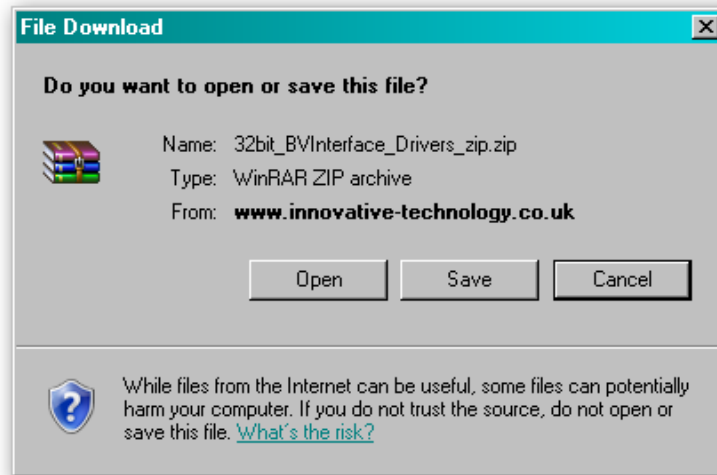 File Download
Do you want to open or save this file?
Name: 32bit_BVInterface_Drivers_zip.zip
Type: WinRAR ZIP archive
From: www.innovative-technology.co.uk
Open Save Cancel
While files from the Internet can be useful, some files can potentially
harm your computer. If you do not trust the source, do not open or
save this file. What's the risk?